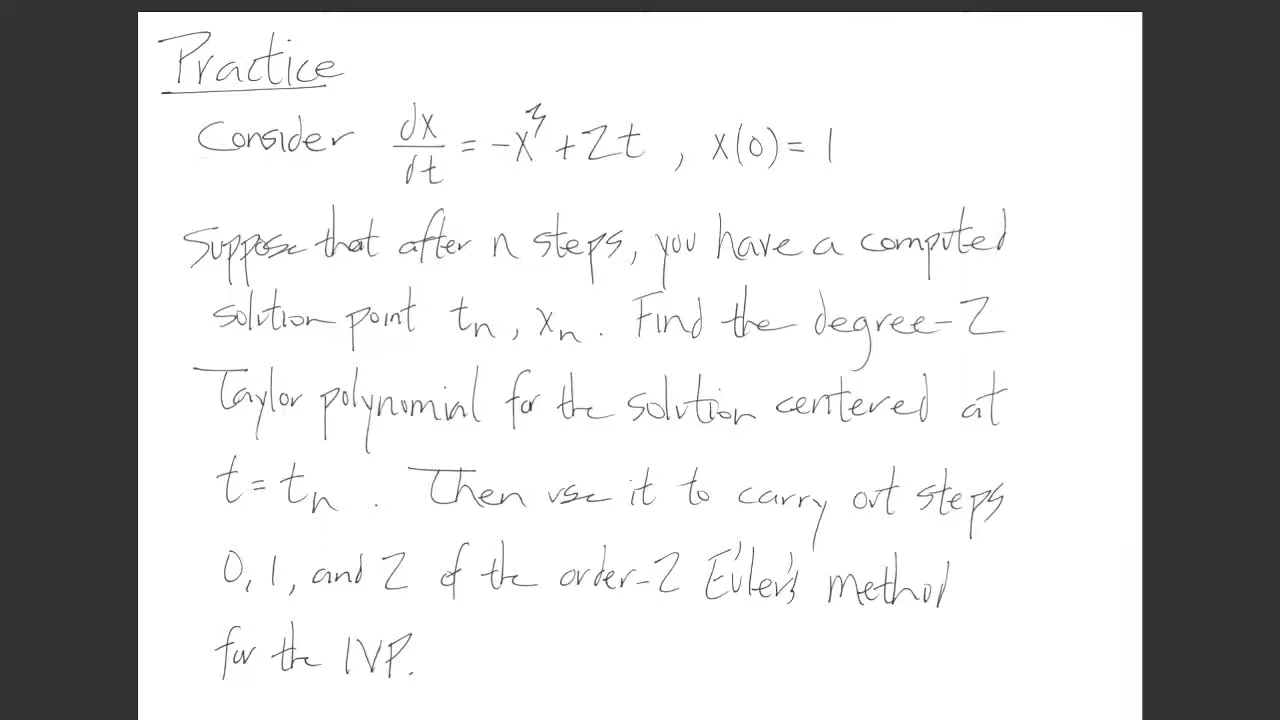 Practice
Consider dx/dt = -x³ + 2t , x(0) = 1
Suppose that after n steps, you have a computed
solution point tn, xn. Find the degree-2
Taylor polynomial for the solution centered at
t = tn. Then use it to carry out steps
0, 1, and 2 of the order-2 Euler's method
for the IVP.